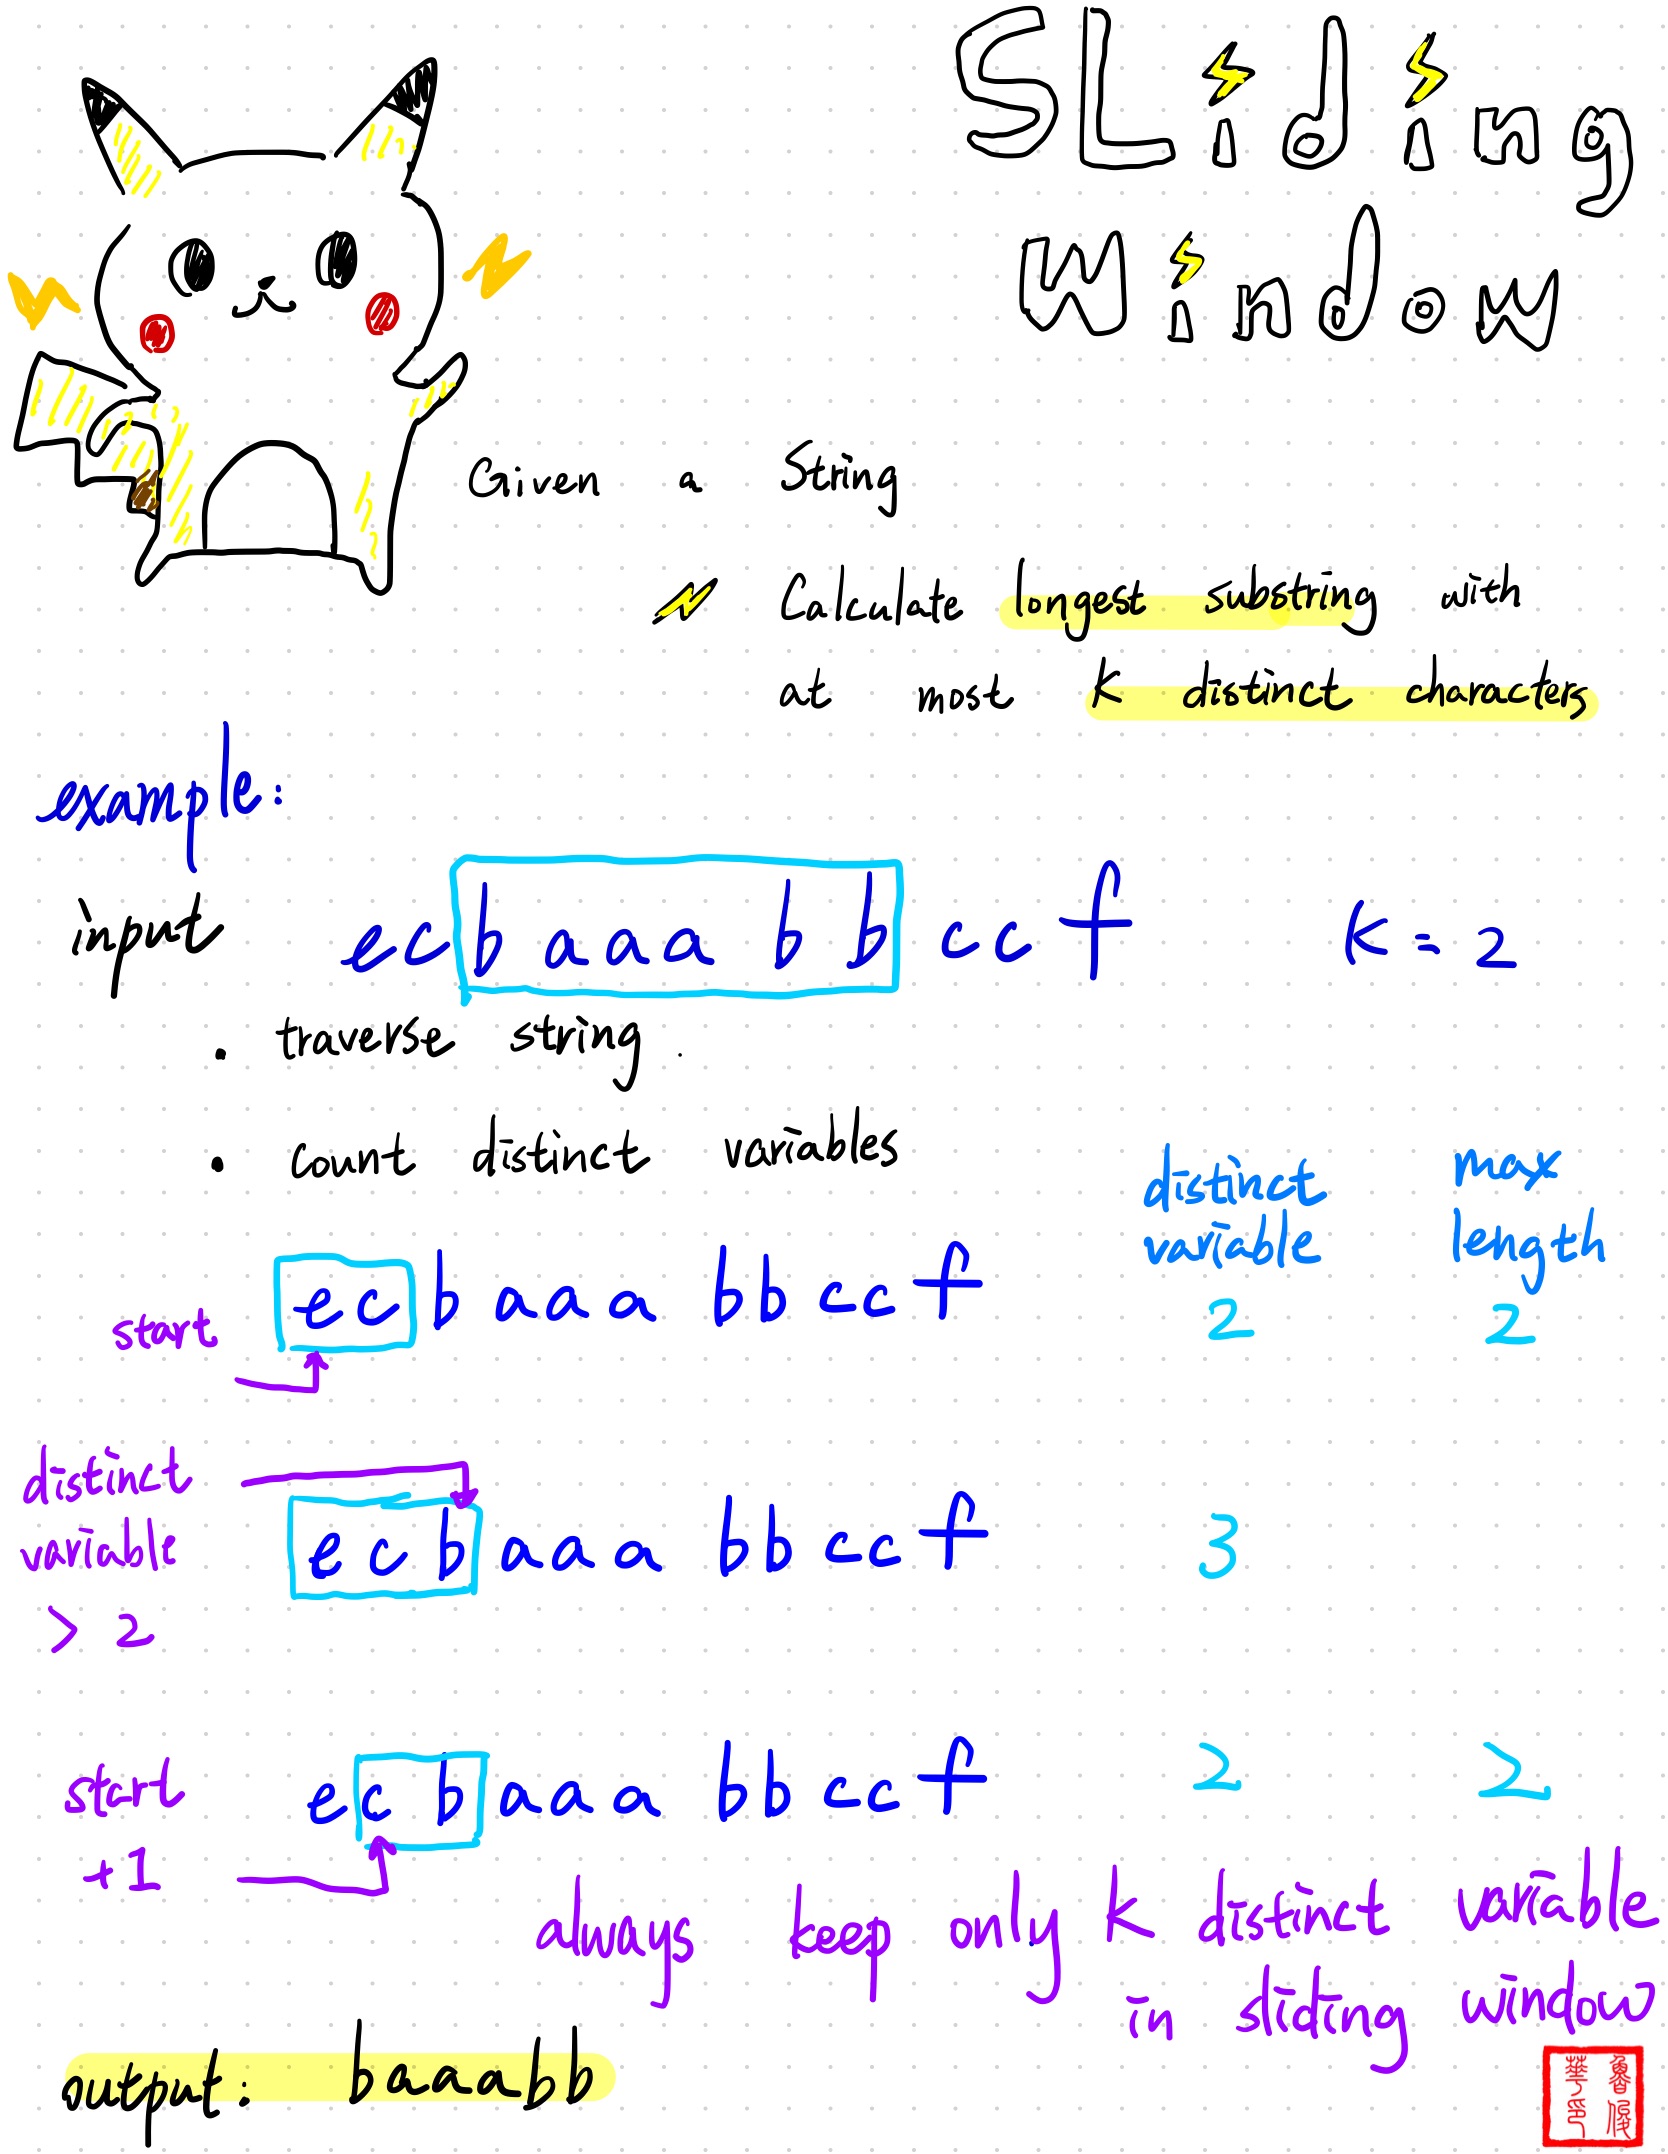 SLiding
Window
Given a String
Calculate longest substring with
at most K distinct characters
example:
input ecbaaabbccf K = 2
. traverse string.
. count distinct variables
distinct variable
max length
start ecbaaabbccf 2 2
distinct variable > 2 ecbaaabbccf 3
start +1 ecbaaabbccf 2 2
always keep only K distinct variable
in sliding window
output: baaabb